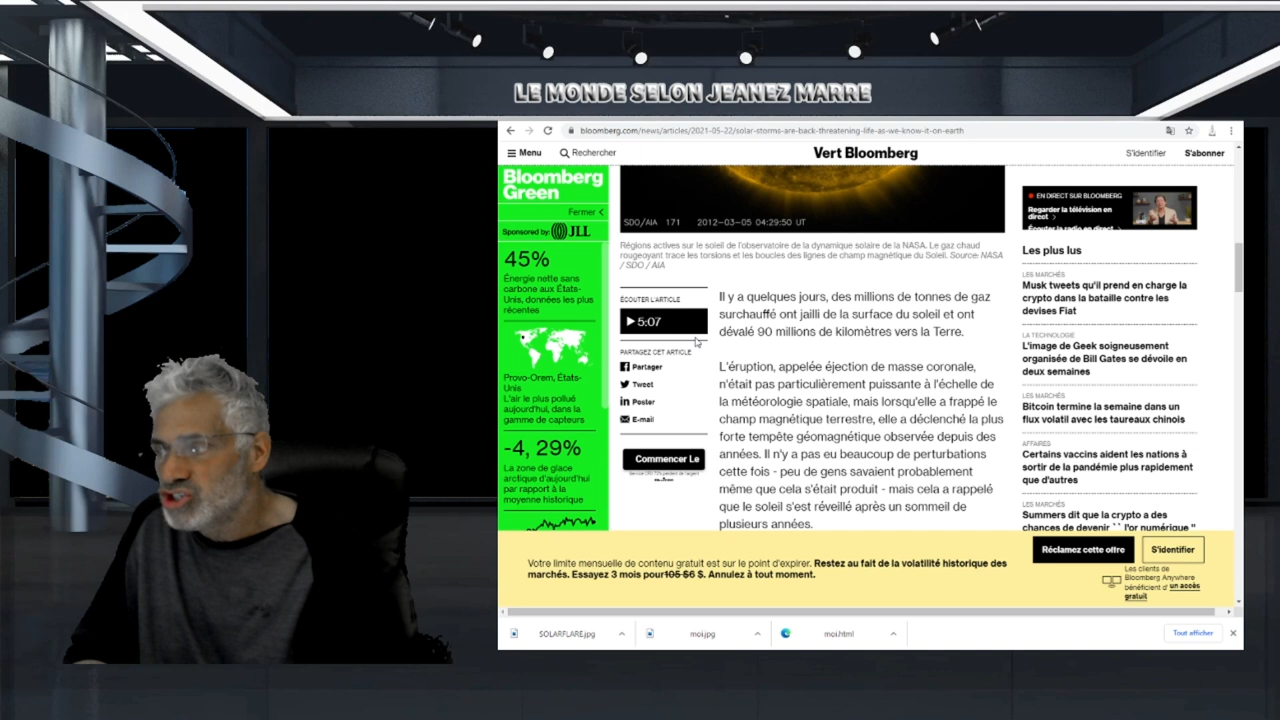 LE MONDE SELON JEANEZ MARRE
bloomberg.com/news/articles/2021-05-22/solar-storms-are-back-threatening-life-as-we-know-it-on-earth
Menu
Rechercher
Vert Bloomberg
S'identifier
S'abonner
Bloomberg
Green
Fermer
Sponsored by: JLL
45%
Énergie nette sans
carbone aux États-
Unis, données les plus
récentes
Provo-Orem, États-
Unis
L'air le plus pollué
aujourd'hui, dans la
gamme de capteurs
-4, 29%
La zone de glace
arctique d'aujourd'hui
par rapport à la
moyenne historique
SDO/AIA 171 2012-03-05 04:29:50 UT
Régions actives sur le soleil de l'observatoire de la dynamique solaire de la NASA. Le gaz chaud
rougeoyant trace les torsions et les boucles des lignes de champ magnétique du Soleil. Source: NASA
/ SDO / AIA
ÉCOUTER L'ARTICLE
5:07
PARTAGEZ CET ARTICLE
Partager
Tweet
Poster
E-mail
Commencer Le
Il y a quelques jours, des millions de tonnes de gaz
surchauffé ont jailli de la surface du soleil et ont
dévalé 90 millions de kilomètres vers la Terre.
L'éruption, appelée éjection de masse coronale,
n'était pas particulièrement puissante à l'échelle de
la météorologie spatiale, mais lorsqu'elle a frappé le
champ magnétique terrestre, elle a déclenché la plus
forte tempête géomagnétique observée depuis des
années. Il n'y a pas eu beaucoup de perturbations
cette fois - peu de gens savaient probablement
même que cela s'était produit - mais cela a rappelé
que le soleil s'est réveillé après un sommeil de
plusieurs années.
EN DIRECT SUR BLOOMBERG
Regarder la télévision en
direct
Écouter la radio en direct
Les plus lus
LES MARCHÉS
Musk tweets qu'il prend en charge la
crypto dans la bataille contre les
devises Fiat
LA TECHNOLOGIE
L'image de Geek soigneusement
organisée de Bill Gates se dévoile en
deux semaines
LES MARCHÉS
Bitcoin termine la semaine dans un
flux volatil avec les taureaux chinois
AFFAIRES
Certains vaccins aident les nations à
sortir de la pandémie plus rapidement
que d'autres
LES MARCHÉS
Summers dit que la crypto a des
chances de devenir `` l'or numérique ''
Votre limite mensuelle de contenu gratuit est sur le point d'expirer. Restez au fait de la volatilité historique des
marchés. Essayez 3 mois pour105 $6 $. Annulez à tout moment.
Réclamez cette offre
S'identifier
Les clients de
Bloomberg Anywhere
bénéficient d' un accès
gratuit
SOLARFLARE.jpg
moi.jpg
moi.html
Tout afficher